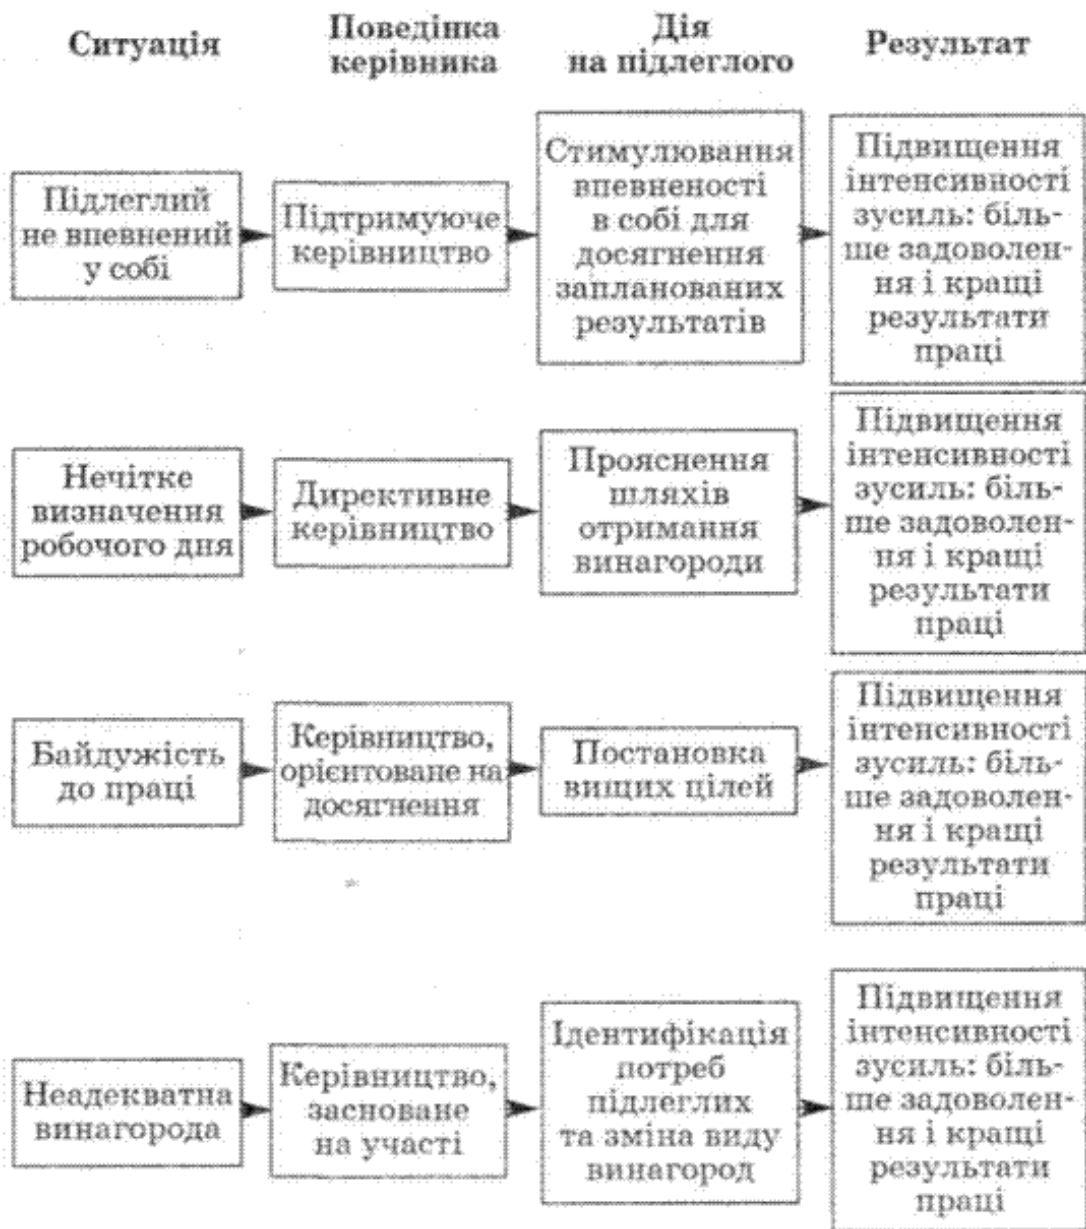 Ситуація
Поведінка
керівника
Дія
на підлеглого
Результат
Підлеглий
не впевнений
у собі
Підтримуюче
керівництво
Стимулювання
впевненості
в собі для
досягнення
запланованих
результатів
Підвищення
інтенсивності
зусиль: біль-
ше задоволен-
ня і кращі
результати
праці
Нечітке
визначення
робочого дня
Директивне
керівництво
Прояснення
шляхів
отримання
винагороди
Підвищення
інтенсивності
зусиль: біль-
ше задоволен-
ня і кращі
результати
праці
Байдужість
до праці
Керівництво,
орієнтоване на
досягнення
Постановка
вищих цілей
Підвищення
інтенсивності
зусиль: біль-
ше задоволен-
ня і кращі
результати
праці
Неадекватна
винагорода
Керівництво,
засноване
на участі
Ідентифікація
потреб
підлеглих
та зміна виду
винагород
Підвищення
інтенсивності
зусиль: біль-
ше задоволен-
ня і кращі
результати
праці